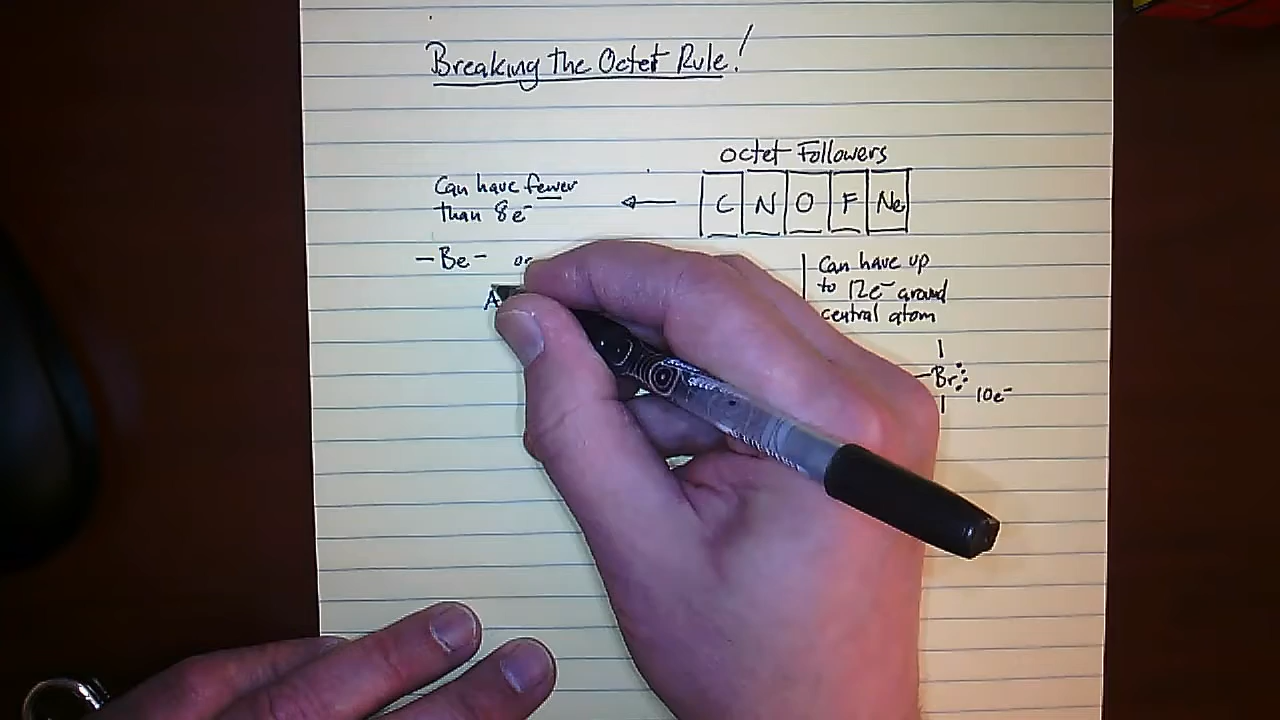 Breaking the Octet Rule!
Octet Followers
Can have fewer
than 8e⁻
C N O F Ne
-Be- or
Can have up
to 12e⁻ around
central atom
A
-Br:
10e⁻